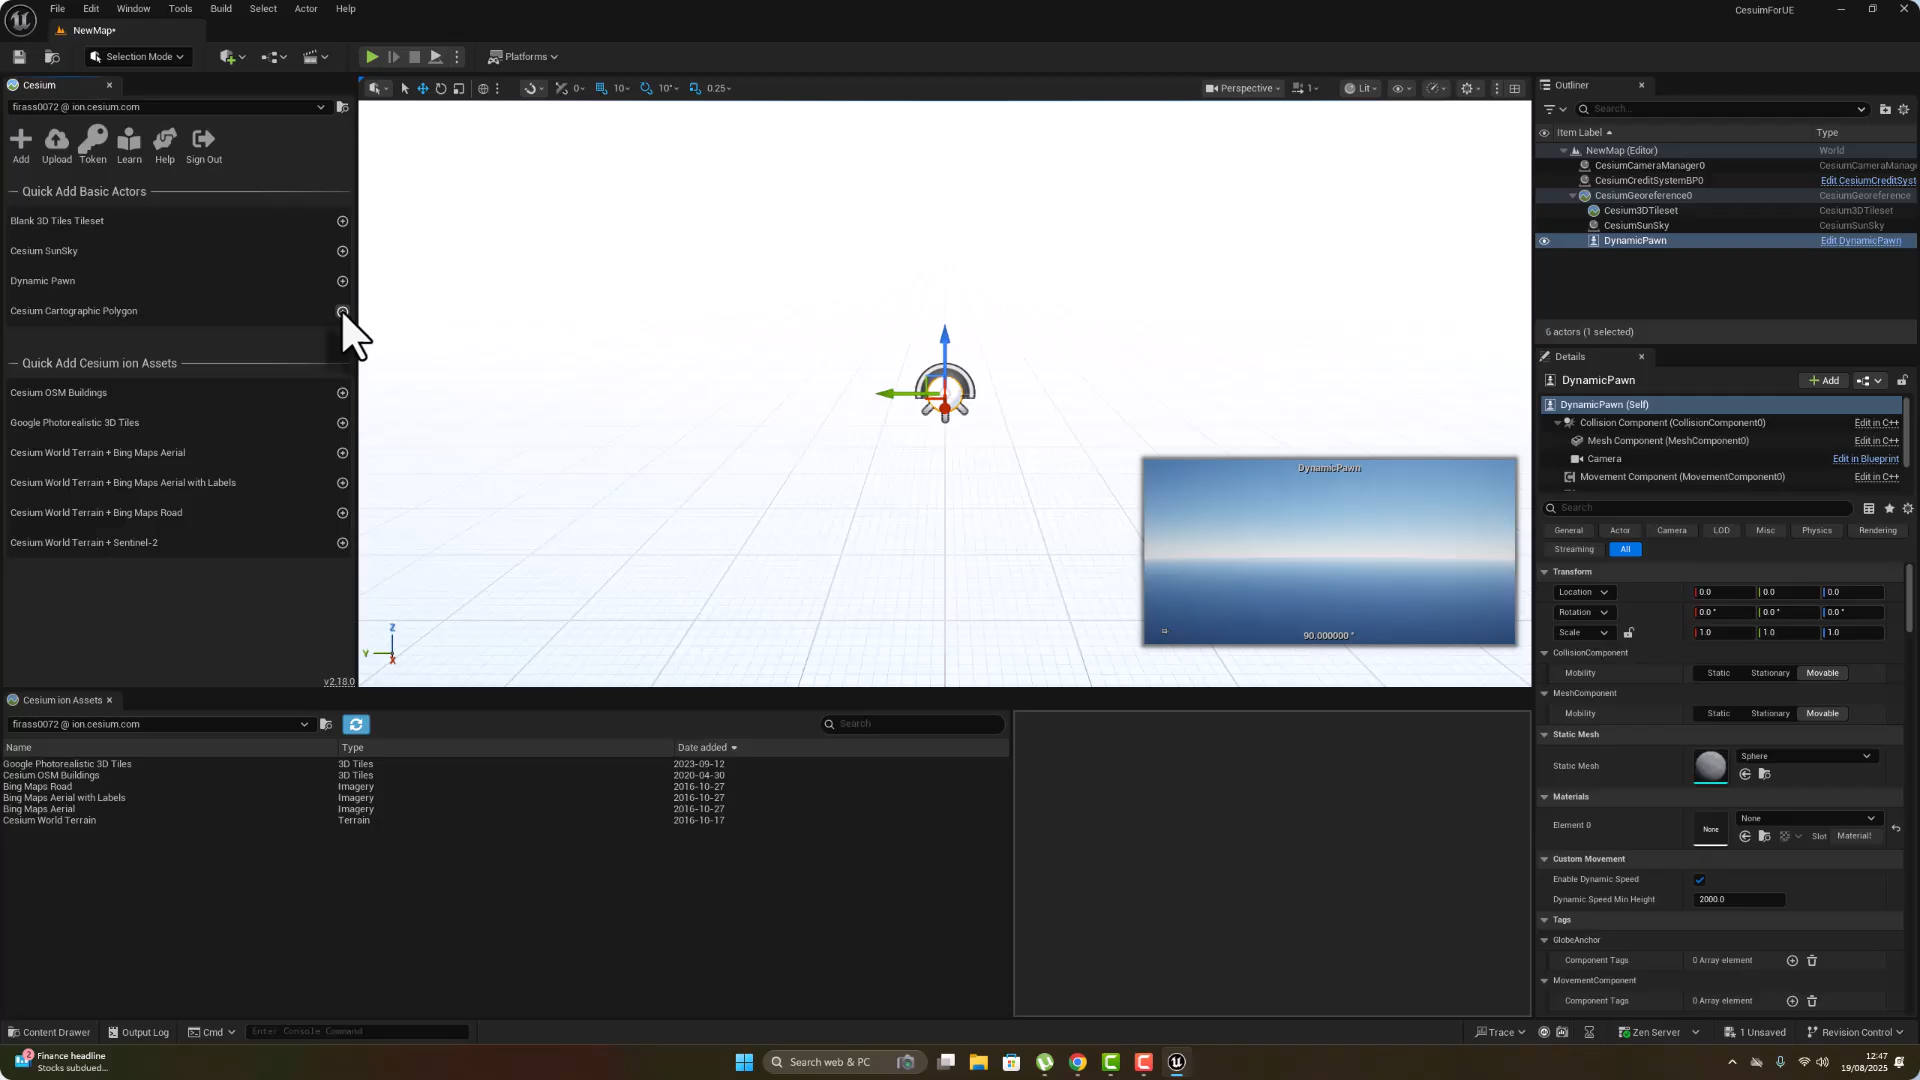 File Edit Window Tools Build Select Actor Help
CesuimForUE
NewMap*
Selection Mode
Platforms
Cesium
firass0072 @ ion.cesium.com
Add Upload Token Learn Help Sign Out
Quick Add Basic Actors
Blank 3D Tiles Tileset
Cesium SunSky
Dynamic Pawn
Cesium Cartographic Polygon
Quick Add Cesium ion Assets
Cesium OSM Buildings
Google Photorealistic 3D Tiles
Cesium World Terrain + Bing Maps Aerial
Cesium World Terrain + Bing Maps Aerial with Labels
Cesium World Terrain + Bing Maps Road
Cesium World Terrain + Sentinel-2
v2.18.0
0 10 10° 0.25
Perspective 1 Lit
DynamicPawn
90.000000 °
Z
Y
X
Outliner
Search...
Item Label Type
NewMap (Editor) World
CesiumCameraManager0 CesiumCameraManag
CesiumCreditSystemBP0 Edit CesiumCreditSyst
CesiumGeoreference0 CesiumGeoreference
Cesium3DTileset Cesium3DTileset
CesiumSunSky CesiumSunSky
DynamicPawn Edit DynamicPawn
6 actors (1 selected)
Details
DynamicPawn Add
DynamicPawn (Self)
Collision Component (CollisionComponent0) Edit in C++
Mesh Component (MeshComponent0) Edit in C++
Camera Edit in Blueprint
Movement Component (MovementComponent0) Edit in C++
Search
General Actor Camera LOD Misc Physics Rendering
Streaming All
Transform
Location 0.0 0.0 0.0
Rotation 0.0 ° 0.0 ° 0.0 °
Scale 1.0 1.0 1.0
CollisionComponent
Mobility Static Stationary Movable
MeshComponent
Mobility Static Stationary Movable
Static Mesh
Static Mesh Sphere
Materials
Element 0 None None
Slot Material
Custom Movement
Enable Dynamic Speed
Dynamic Speed Min Height 2000.0
Tags
GlobeAnchor
Component Tags 0 Array element
MovementComponent
Component Tags 0 Array element
Cesium ion Assets
firass0072 @ ion.cesium.com Search
Name Type Date added
Google Photorealistic 3D Tiles 3D Tiles 2023-09-12
Cesium OSM Buildings 3D Tiles 2020-04-30
Bing Maps Road Imagery 2016-10-27
Bing Maps Aerial with Labels Imagery 2016-10-27
Bing Maps Aerial Imagery 2016-10-27
Cesium World Terrain Terrain 2016-10-17
Content Drawer Output Log Cmd Enter Console Command
Trace Zen Server 1 Unsaved Revision Control
2 Finance headline
Stocks subdued...
Search web & PC
12:47
19/08/2025